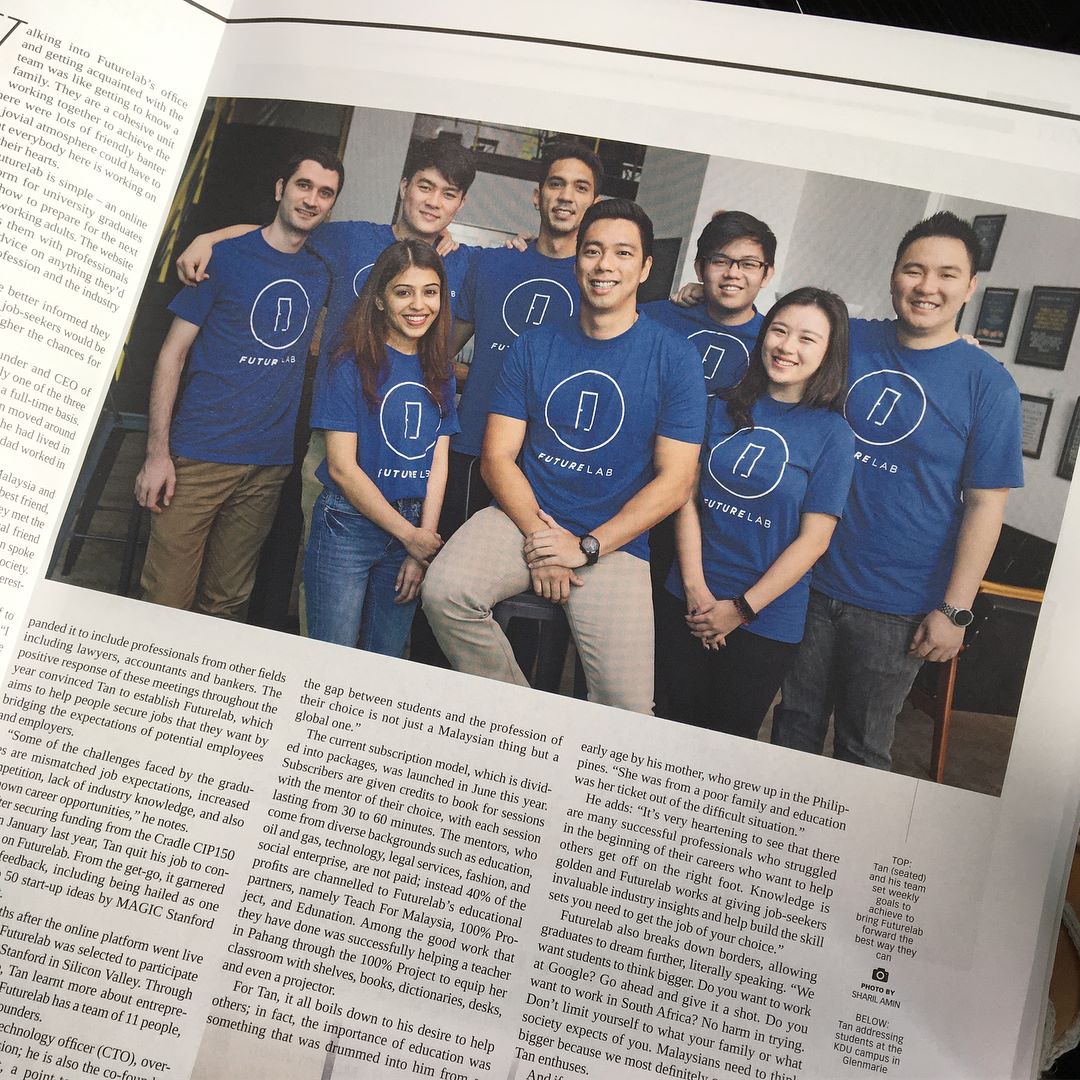 alking into Futurelab's office
and getting acquainted with the
team was like getting to know a
family. They are a cohesive unit
working together to achieve the
ere were lots of friendly banter
jovial atmosphere could have to
t everybody here is working on
their hearts.
uturelab is simple – an online
orm for university graduates
how to prepare for the next
working adults. The website
s them with professionals
dvice on anything they'd
ofession and the industry
e better informed they
job-seekers would be
gher the chances for
under and CEO of
ly one of the three
a full-time basis.
n moved around
he had lived in
dad worked in
Malaysia and
best friend.
ey met the
al friend
n spoke
ociety.
erest-
f to
"I
panded it to include professionals from other fields
including lawyers, accountants and bankers. The
positive response of these meetings throughout the
year convinced Tan to establish Futurelab, which
aims to help people secure jobs that they want by
bridging the expectations of potential employees
and employers.
"Some of the challenges faced by the gradu-
es are mismatched job expectations, increased
mpetition, lack of industry knowledge, and also
own career opportunities," he notes.
ter securing funding from the Cradle CIP150
n January last year, Tan quit his job to con-
on Futurelab. From the get-go, it garnered
feedback, including being hailed as one
50 start-up ideas by MAGIC Stanford
ths after the online platform went live
Futurelab was selected to participate
Stanford in Silicon Valley. Through
, Tan learnt more about entrepre-
Futurelab has a team of 11 people,
ounders.
echnology officer (CTO), over-
sion; he is also the co-found
, a point t
the gap between students and the profession of
their choice is not just a Malaysian thing but a
global one."
The current subscription model, which is divid-
ed into packages, was launched in June this year.
Subscribers are given credits to book for sessions
with the mentor of their choice, with each session
lasting from 30 to 60 minutes. The mentors, who
come from diverse backgrounds such as education,
oil and gas, technology, legal services, fashion, and
social enterprise, are not paid; instead 40% of the
profits are channelled to Futurelab's educational
partners, namely Teach For Malaysia, 100% Pro-
ject, and Edunation. Among the good work that
they have done was successfully helping a teacher
in Pahang through the 100% Project to equip her
classroom with shelves, books, dictionaries, desks,
and even a projector.
For Tan, it all boils down to his desire to help
others; in fact, the importance of education was
something that was drummed into him from a
early age by his mother, who grew up in the Philip-
pines. "She was from a poor family and education
was her ticket out of the difficult situation."
He adds: "It's very heartening to see that there
are many successful professionals who struggled
in the beginning of their careers who want to help
others get off on the right foot. Knowledge is
golden and Futurelab works at giving job-seekers
invaluable industry insights and help build the skill
sets you need to get the job of your choice."
Futurelab also breaks down borders, allowing
graduates to dream further, literally speaking. "We
want students to think bigger. Do you want to work
at Google? Go ahead and give it a shot. Do you
want to work in South Africa? No harm in trying.
Don't limit yourself to what your family or what
society expects of you. Malaysians need to think
bigger because we most definitely
Tan enthuses.
And if
TOP:
Tan (seated)
and his team
set weekly
goals to
achieve to
bring Futurelab
forward the
best way they
can
PHOTO BY
SHARIL AMIN
BELOW:
Tan addressing
students at the
KDU campus in
Glenmarie
FUTURLAB
FUTURELAB
FUTURE
FUTURELAB
FUTURELAB
FUTURELAB